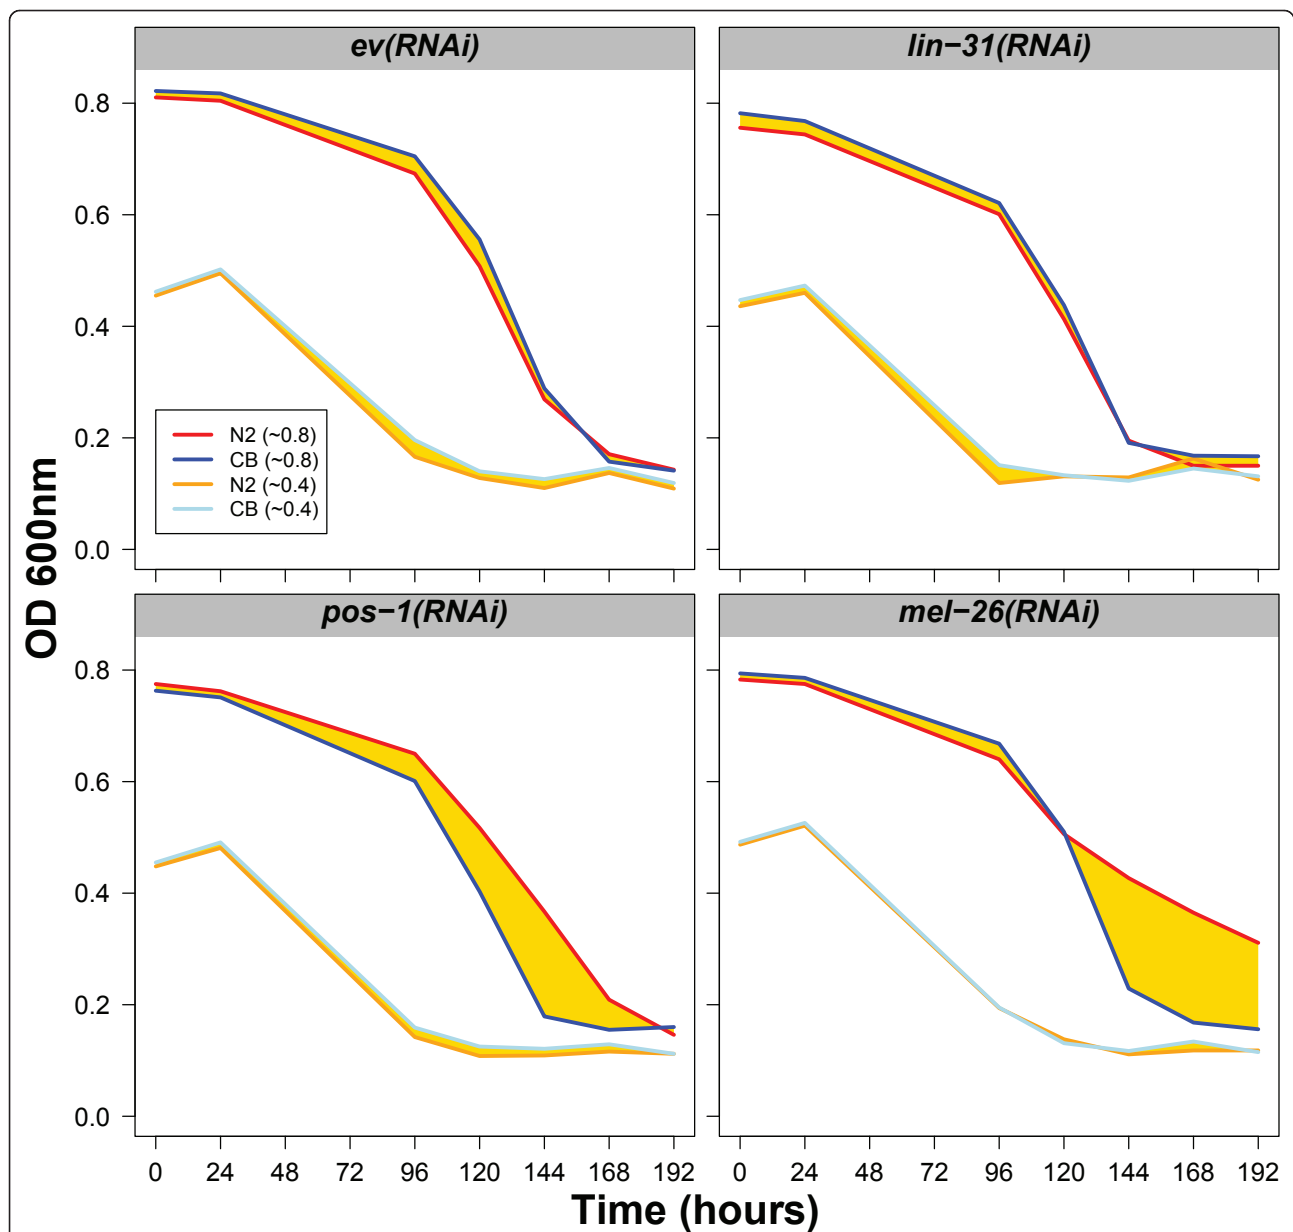 ev(RNAi)
lin−31(RNAi)
0.8
0.6
0.4
0.2
0.0
N2 (~0.8)
CB (~0.8)
N2 (~0.4)
CB (~0.4)
OD 600nm
pos−1(RNAi)
mel−26(RNAi)
0.8
0.6
0.4
0.2
0.0
0 24 48 72 96 120 144 168 192
0 24 48 72 96 120 144 168 192
Time (hours)